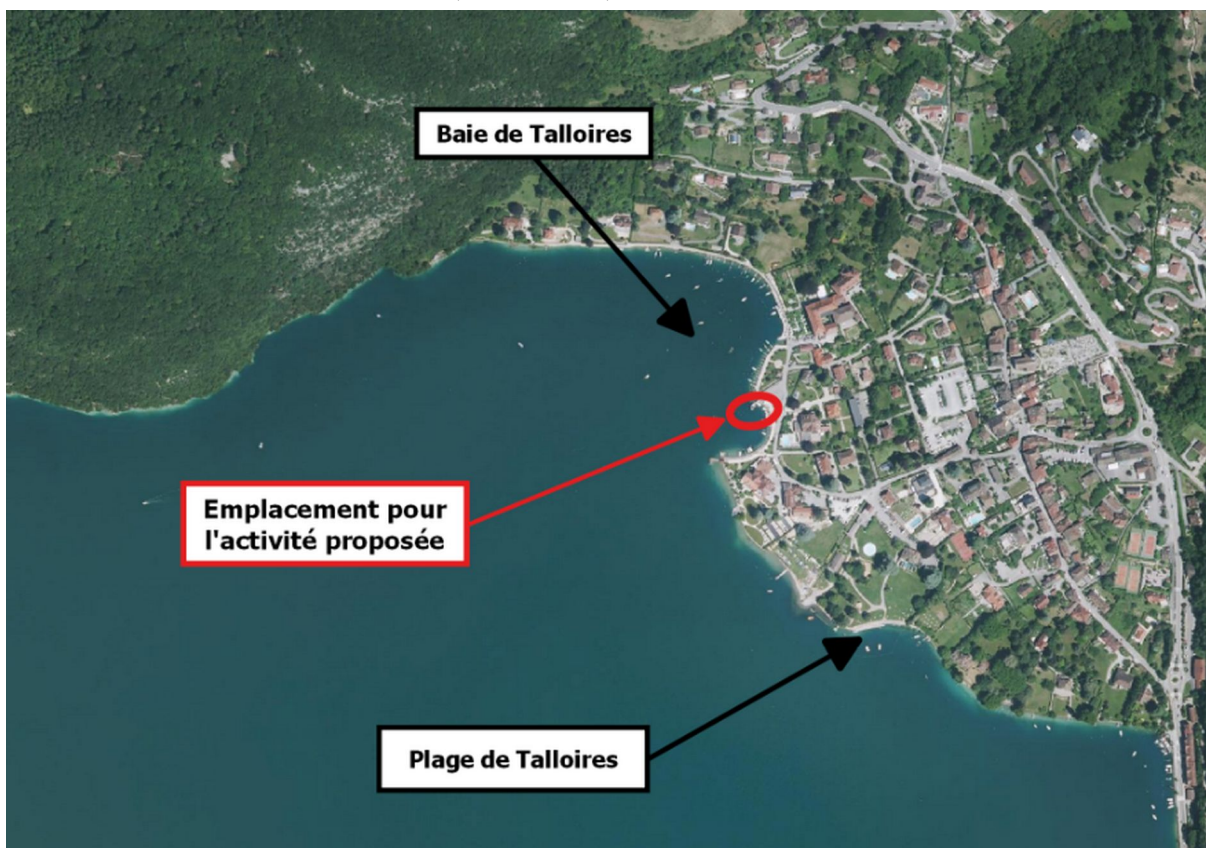 Baie de Talloires
Emplacement pour
l'activité proposée
Plage de Talloires